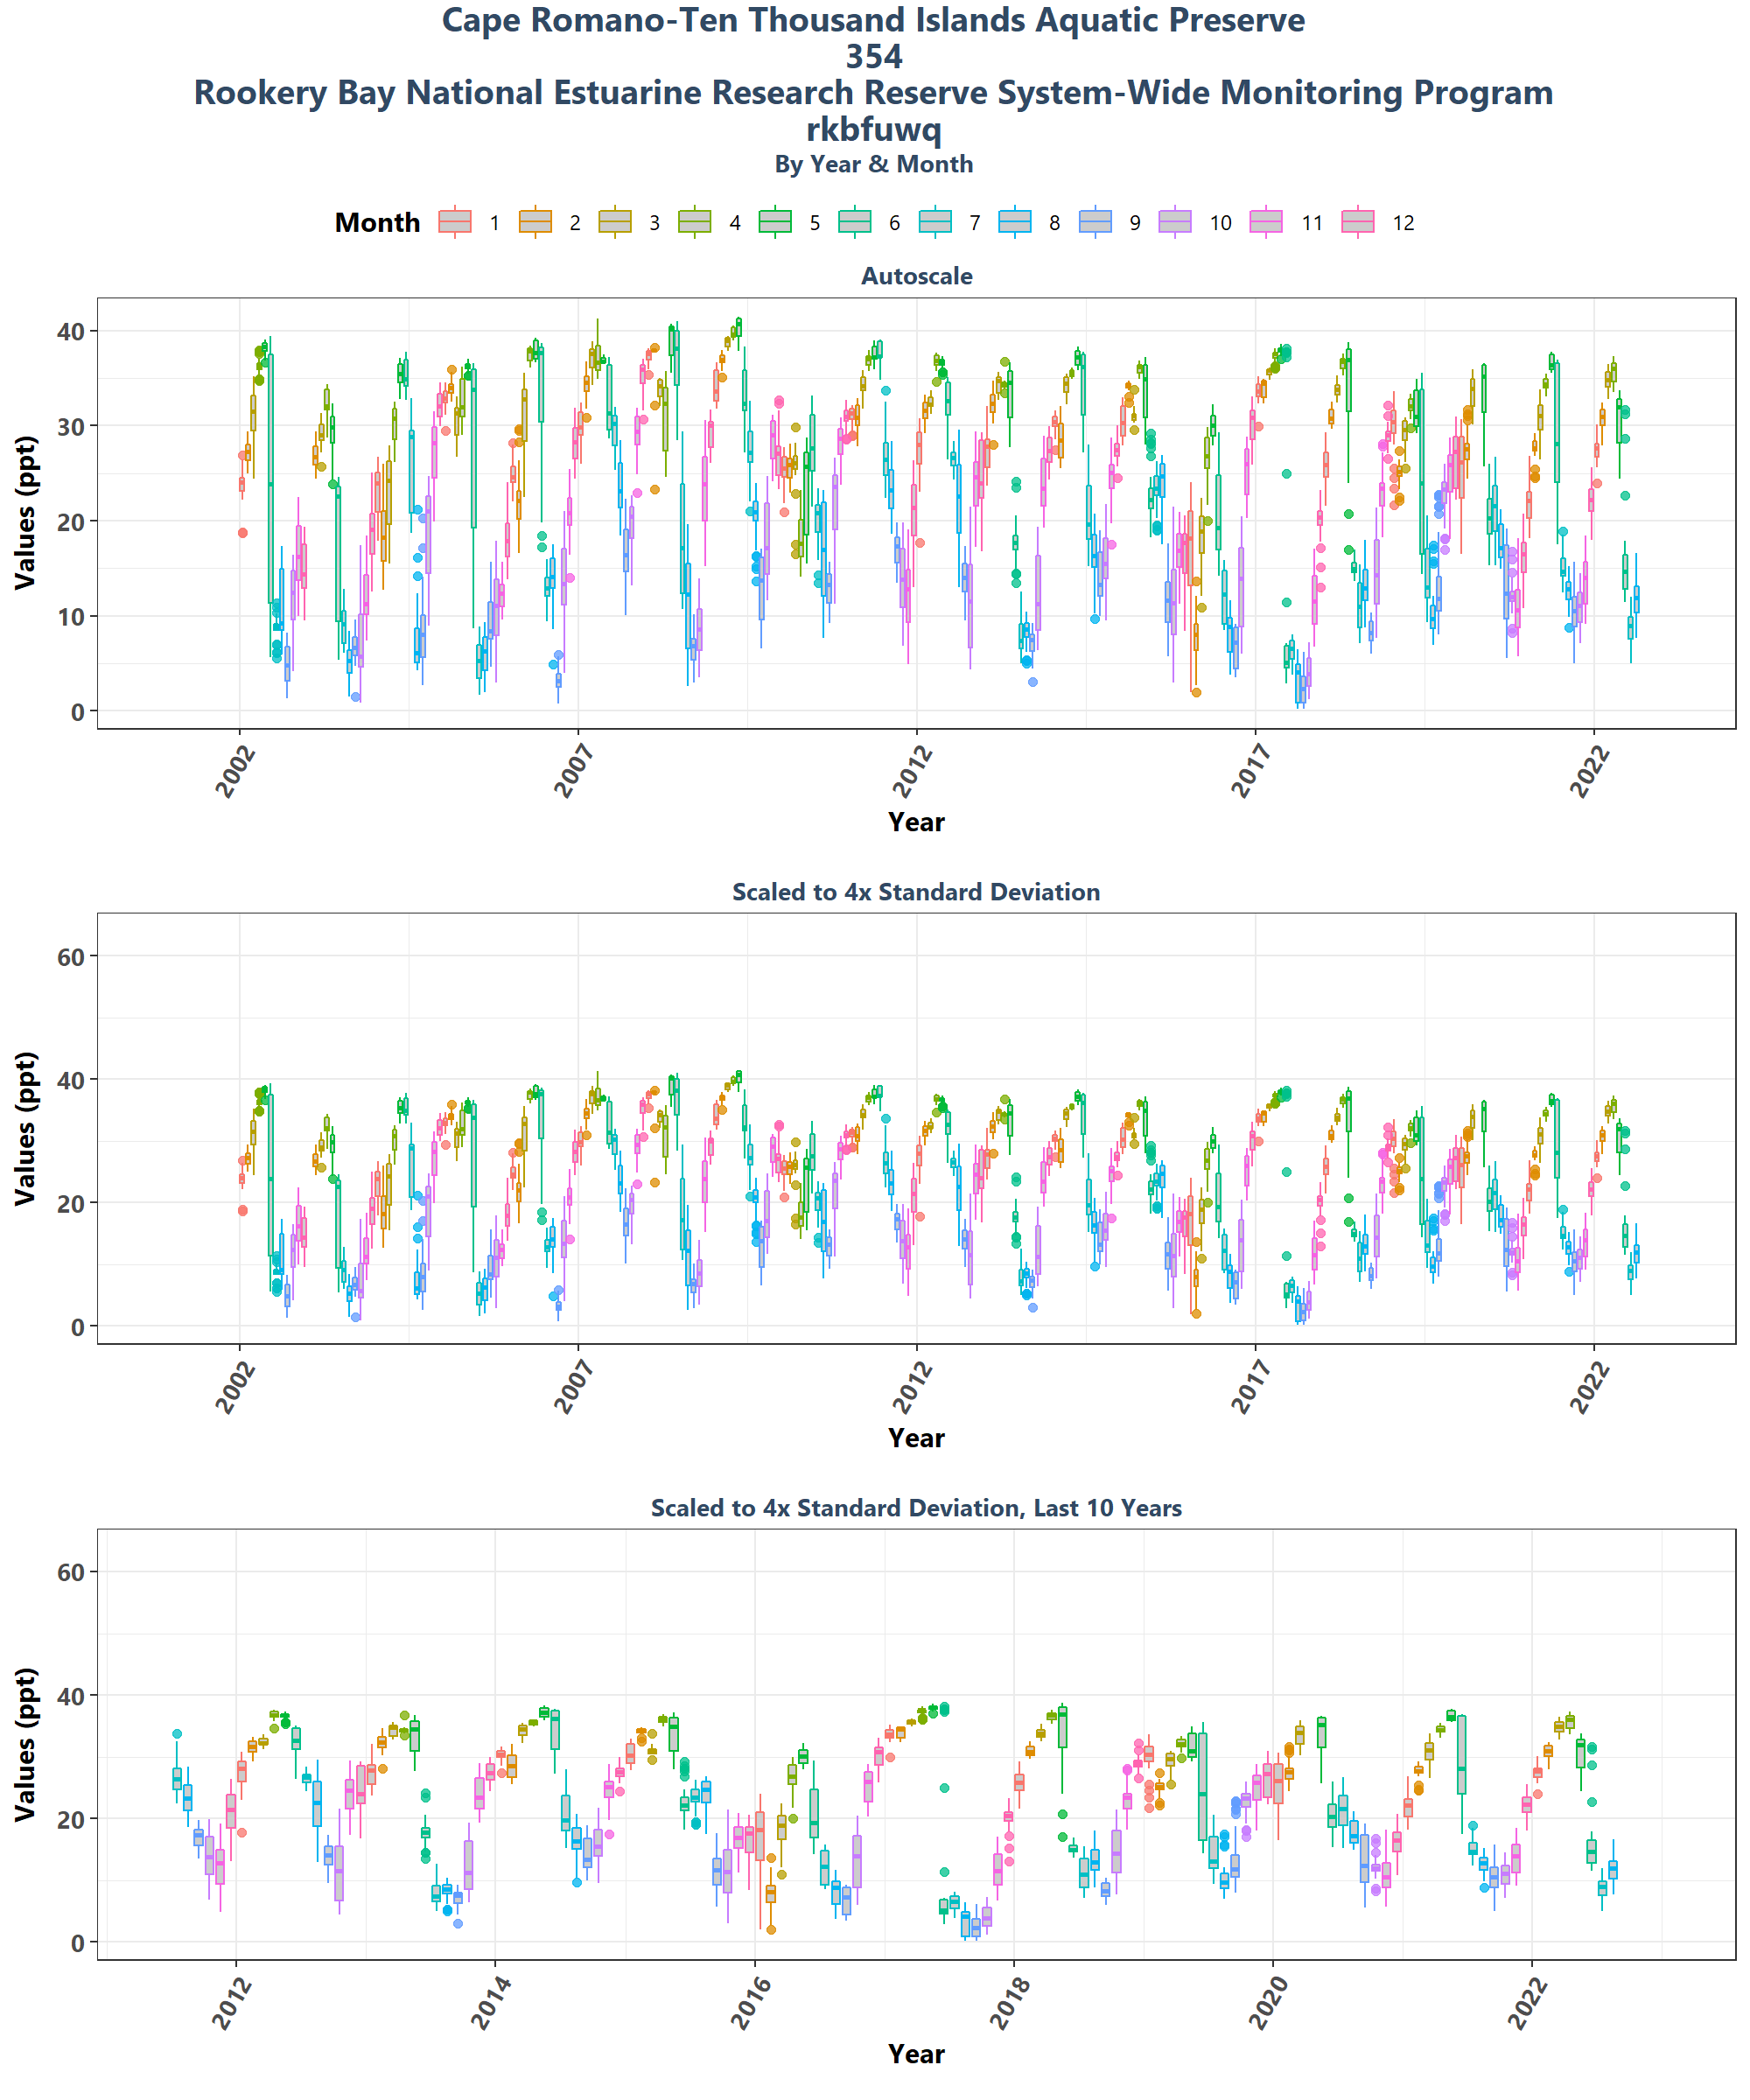 Cape Romano-Ten Thousand Islands Aquatic Preserve
354
Rookery Bay National Estuarine Research Reserve System-Wide Monitoring Program
rkbfuwq
By Year & Month
Month 1 2 3 4 5 6 7 8 9 10 11 12
Autoscale
Values (ppt)
40
30
20
10
0
2002 2007 2012 2017 2022
Year
Scaled to 4x Standard Deviation
Values (ppt)
60
40
20
0
2002 2007 2012 2017 2022
Year
Scaled to 4x Standard Deviation, Last 10 Years
Values (ppt)
60
40
20
0
2012 2014 2016 2018 2020 2022
Year